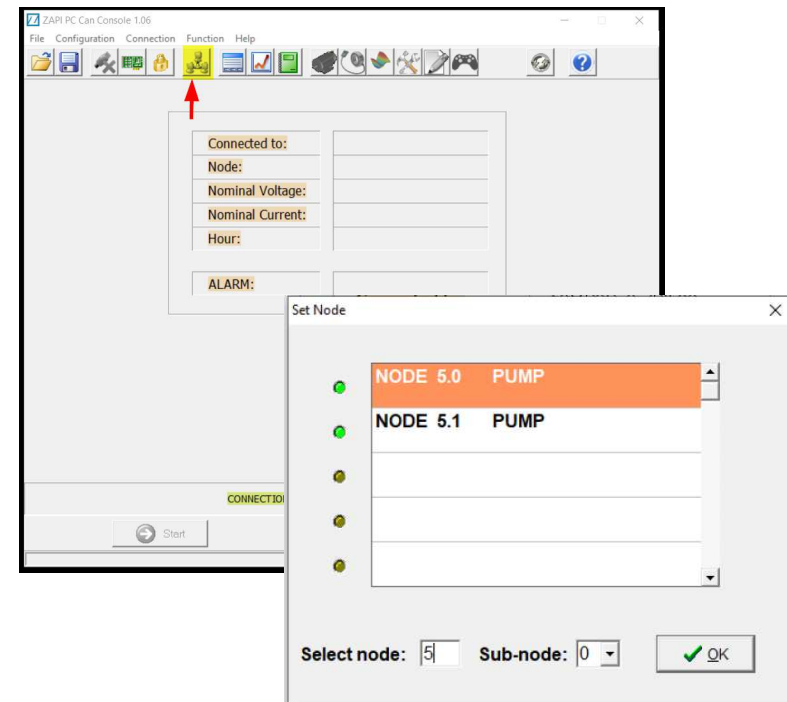 ZAPI PC Can Console 1.06
File Configuration Connection Function Help
Connected to:
Node:
Nominal Voltage:
Nominal Current:
Hour:
ALARM:
CONNECTIO
Start
Set Node
NODE 5.0 PUMP
NODE 5.1 PUMP
Select node: 5 Sub-node: 0 OK